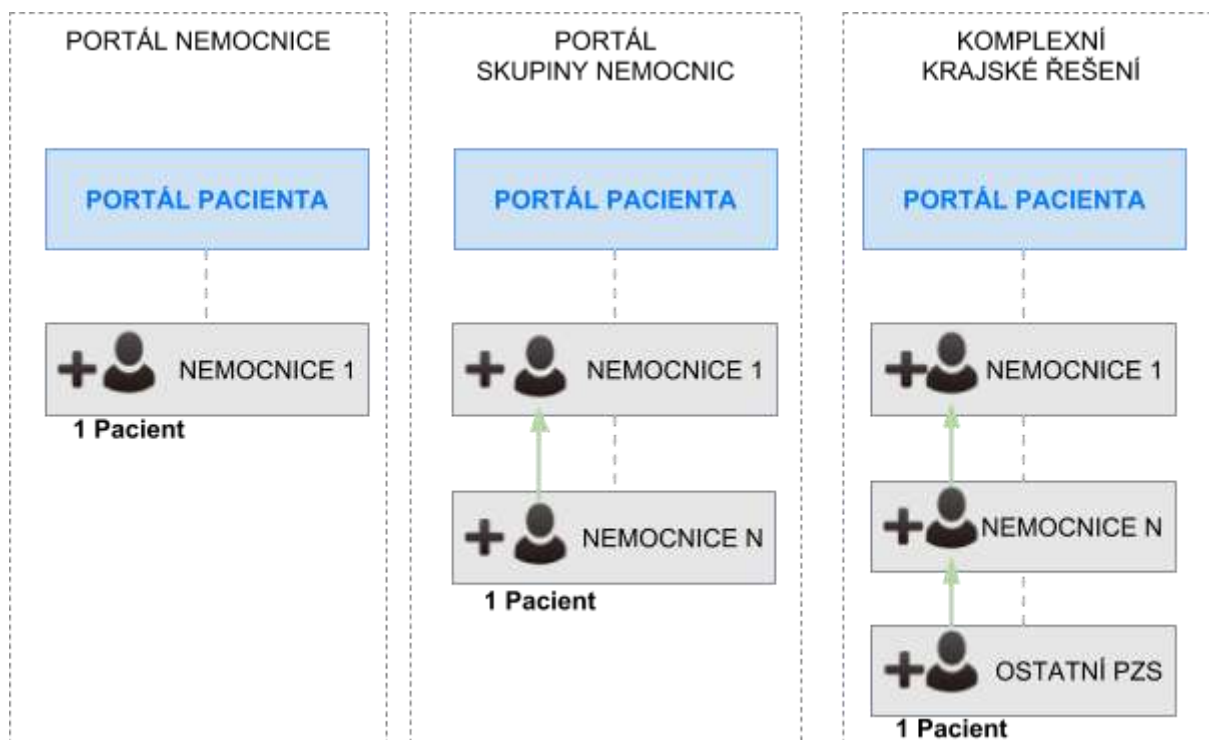 PORTÁL NEMOCNICE
PORTÁL PACIENTA
NEMOCNICE 1
1 Pacient
PORTÁL
SKUPINY NEMOCNIC
PORTÁL PACIENTA
NEMOCNICE 1
NEMOCNICE N
1 Pacient
KOMPLEXNÍ
KRAJSKÉ ŘEŠENÍ
PORTÁL PACIENTA
NEMOCNICE 1
NEMOCNICE N
OSTATNÍ PZS
1 Pacient